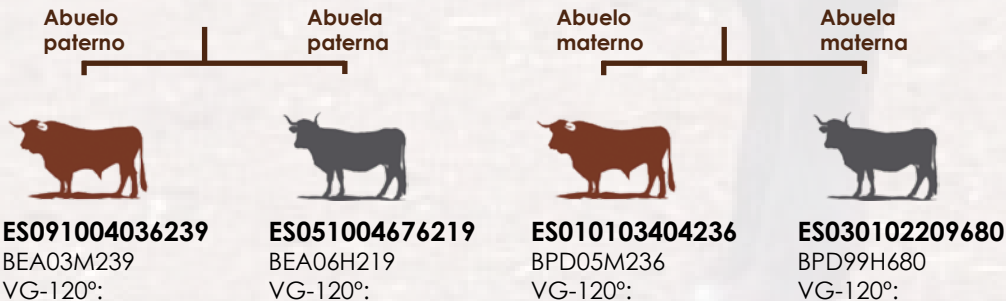 Abuelo
paterno
Abuela
paterna
Abuelo
materno
Abuela
materna
ES091004036239
BEA03M239
VG-120º:
ES051004676219
BEA06H219
VG-120º:
ES010103404236
BPD05M236
VG-120º:
ES030102209680
BPD99H680
VG-120º: